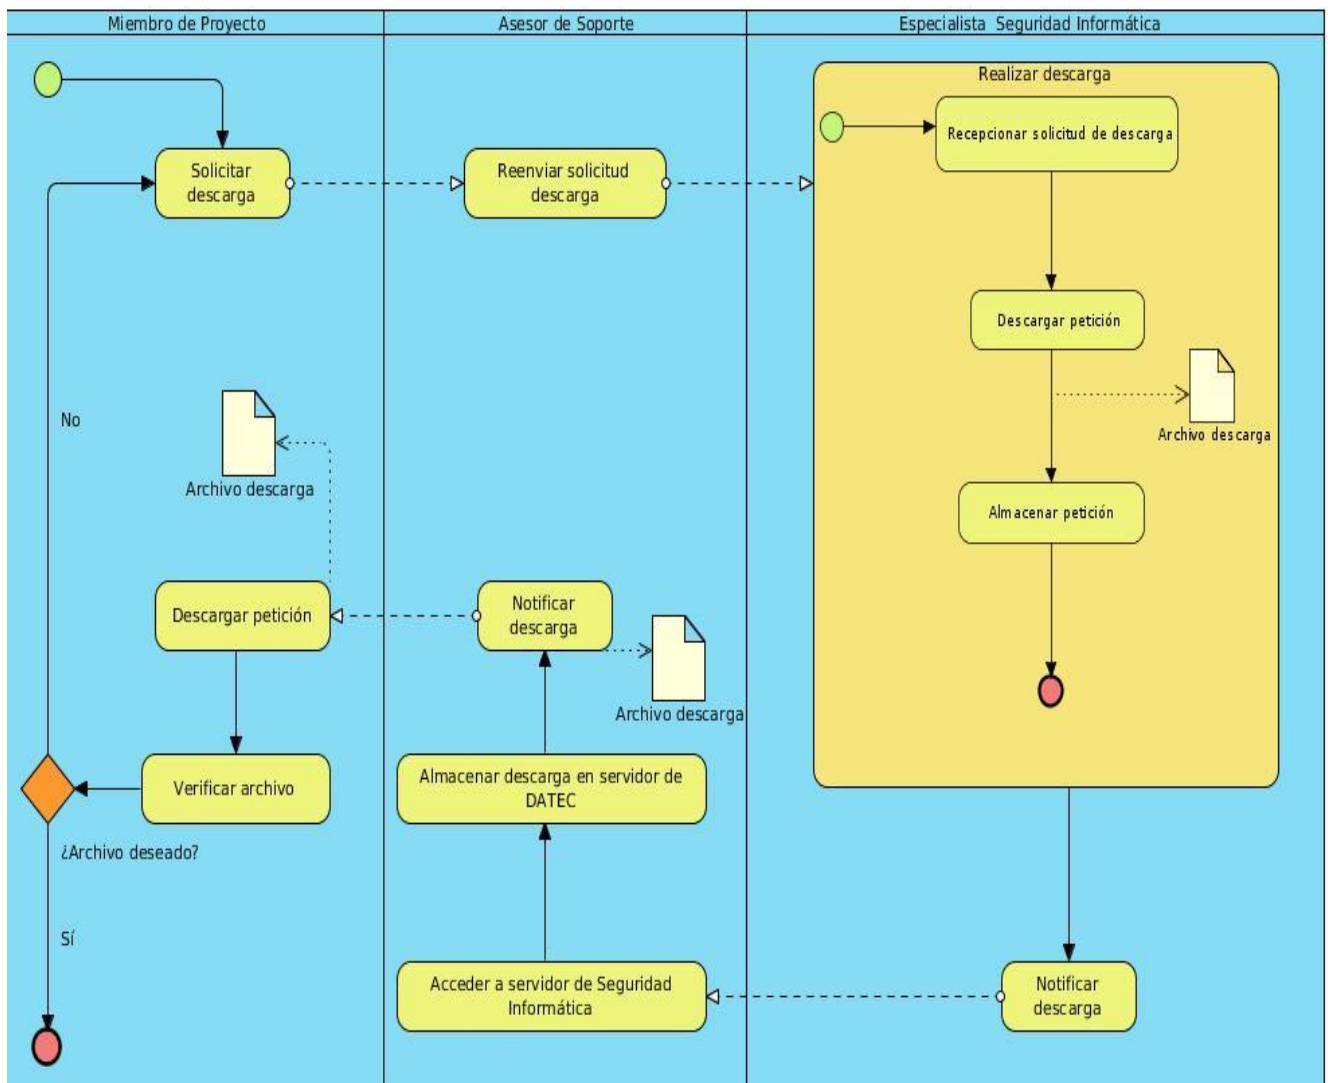 Miembro de Proyecto
Asesor de Soporte
Especialista Seguridad Informática
Realizar descarga
Recepcionar solicitud de descarga
Solicitar
descarga
Reenviar solicitud
descarga
Descargar petición
Archivo descarga
No
Archivo descarga
Almacenar petición
Descargar petición
Notificar
descarga
Archivo descarga
Verificar archivo
Almacenar descarga en servidor de
DATEC
¿Archivo deseado?
Sí
Acceder a servidor de Seguridad
Informática
Notificar
descarga